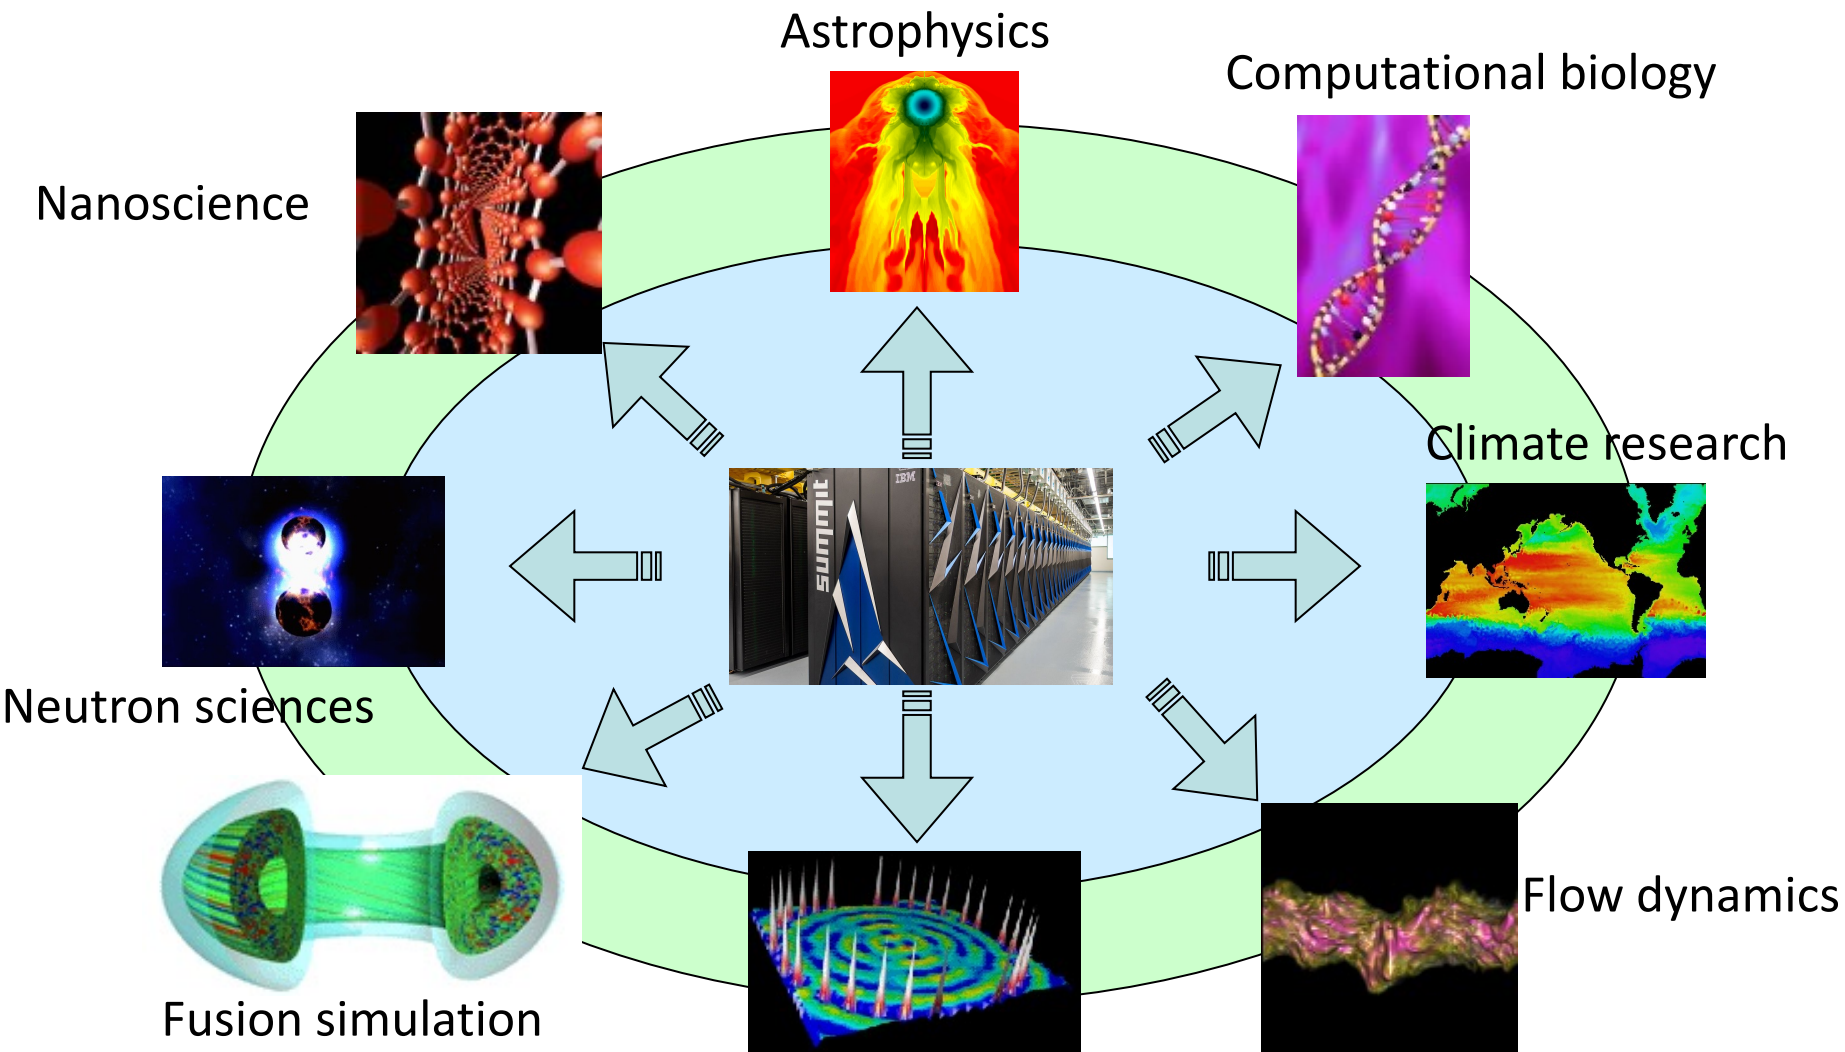 Astrophysics
Computational biology
Nanoscience
Climate research
IBM
summit
Neutron sciences
Flow dynamics
Fusion simulation